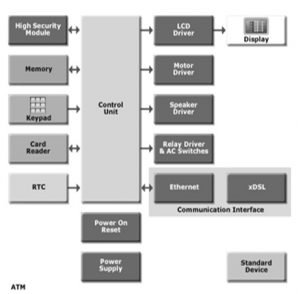 High Security
Module
LCD
Driver
Display
Memory
Motor
Driver
Control
Unit
Keypad
Speaker
Driver
Card
Reader
Relay Driver
& AC Switches
RTC
Ethernet
xDSL
Communication Interface
Power On
Reset
Power
Supply
Standard
Device
ATM